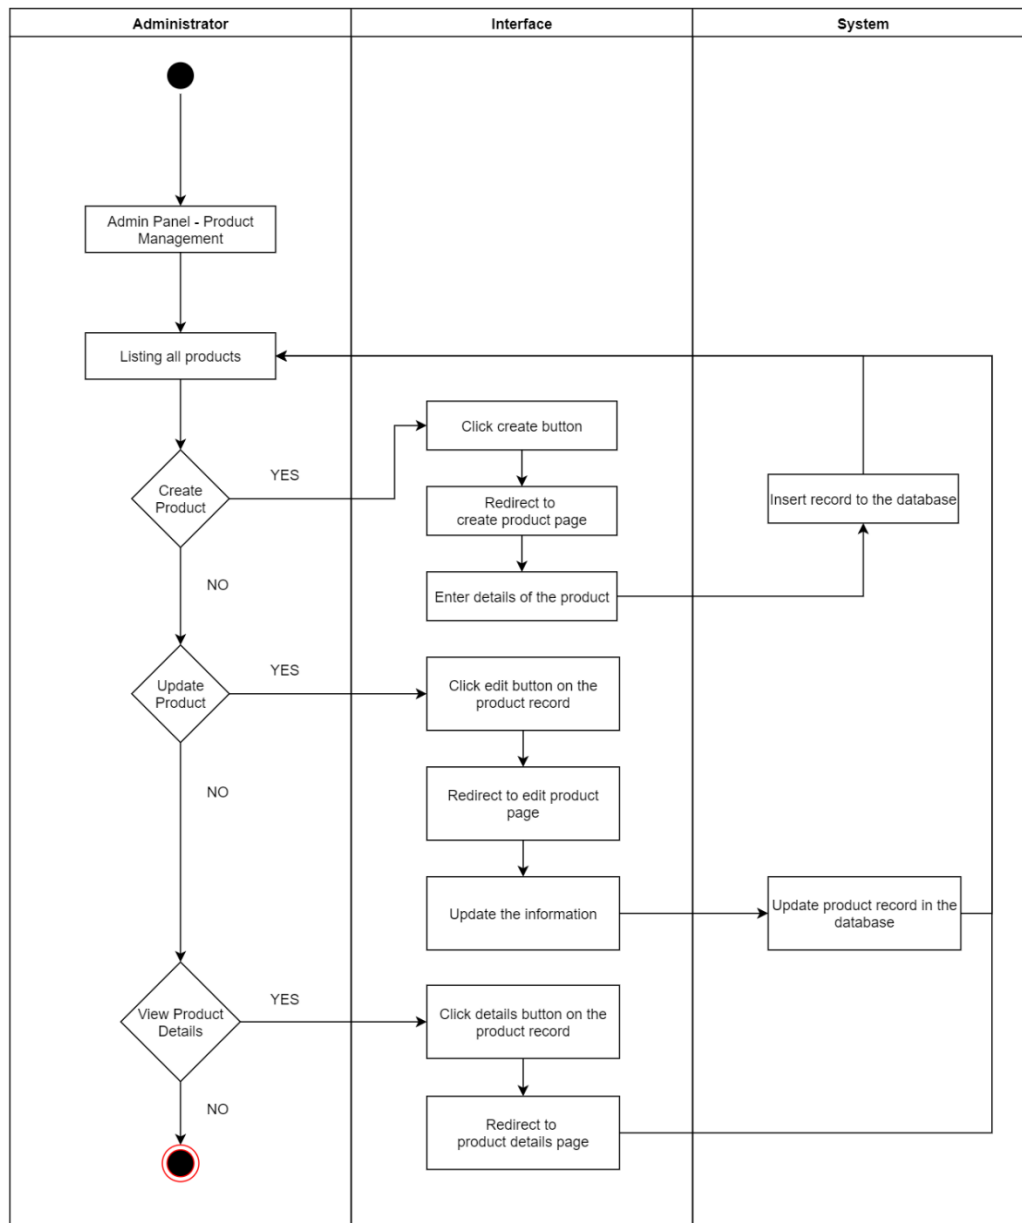 Administrator
Interface
System
Admin Panel - Product
Management
Listing all products
Click create button
Create
Product
YES
Redirect to
create product page
Insert record to the database
NO
Enter details of the product
Update
Product
YES
Click edit button on the
product record
NO
Redirect to edit product
page
Update the information
Update product record in the
database
View Product
Details
YES
Click details button on the
product record
NO
Redirect to
product details page